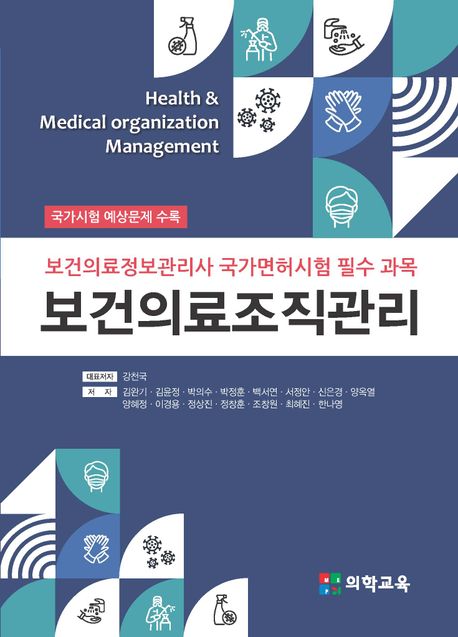 Health &
Medical organization
Management
국가시험 예상문제 수록
보건의료정보관리사 국가면허시험 필수 과목
보건의료조직관리
대표저자 강천국
저 자 김완기 · 김윤정 · 박의수 · 박정훈 · 백서연 · 서정안 · 신은경 · 양옥열
양혜정 · 이경용 · 정상진 · 정창훈 · 조창원 · 최혜진 · 한나영
의학교육